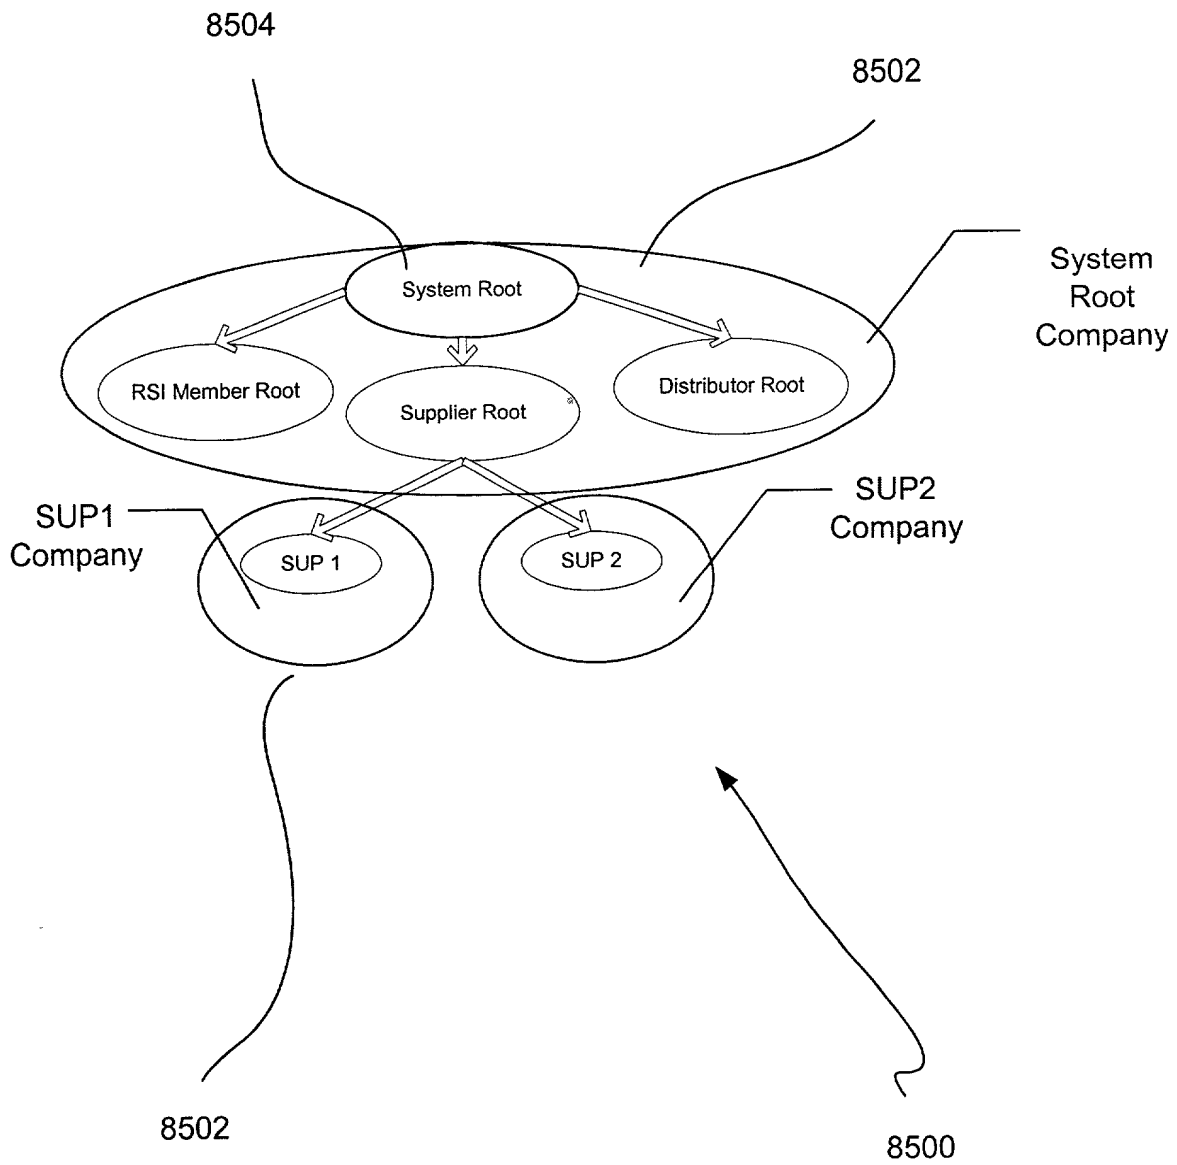 8504
8502
System Root
System
Root
Company
RSI Member Root
Supplier Root
Distributor Root
SUP1
Company
SUP2
Company
SUP 1
SUP 2
8502
8500